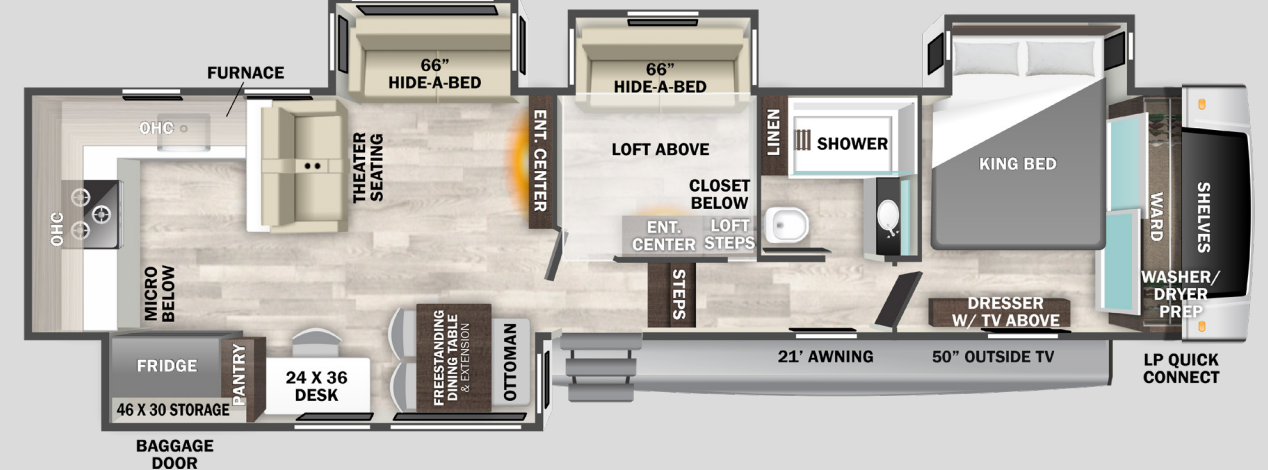 FURNACE
66”
HIDE-A-BED
66”
HIDE-A-BED
OHC
THEATER
SEATING
ENT. CENTER
LOFT ABOVE
CLOSET
BELOW
ENT.
CENTER
LOFT
STEPS
LINEN
SHOWER
KING BED
WARD
SHELVES
OHC
MICRO
BELOW
STEPS
WASHER/
DRYER
PREP
DRESSER
W/ TV ABOVE
FRIDGE
PANTRY
46 X 30 STORAGE
24 X 36
DESK
FREESTANDING
DINING TABLE
& EXTENSION
OTTOMAN
21’ AWNING
50” OUTSIDE TV
LP QUICK
CONNECT
BAGGAGE
DOOR